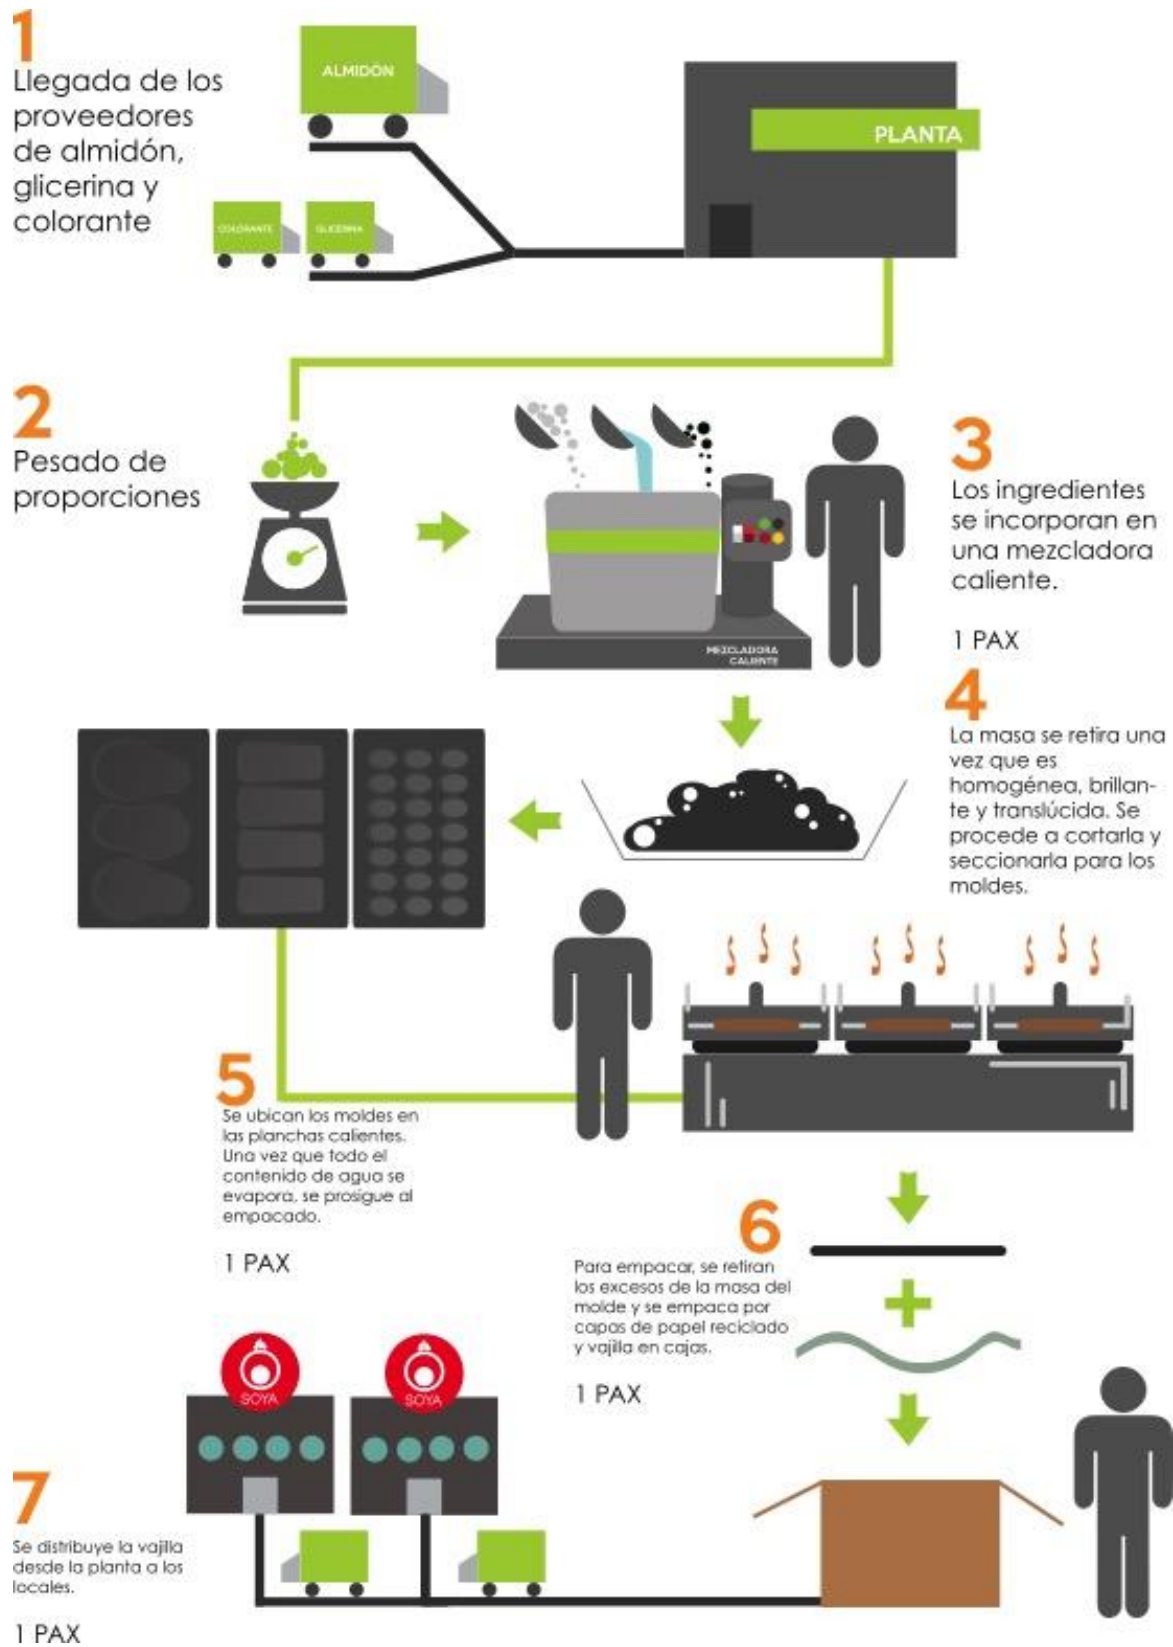 1
Llegada de los
proveedores
de almidón,
glicerina y
colorante
ALMIDÓN
COLORANTE
GLICERINA
PLANTA
2
Pesado de
proporciones
MEZCLADORA
CALIENTE
3
Los ingredientes
se incorporan en
una mezcladora
caliente.
1 PAX
4
La masa se retira una
vez que es
homogénea, brillan-
te y translúcida. Se
procede a cortarla y
seccionarla para los
moldes.
5
Se ubican los moldes en
las planchas calientes.
Una vez que todo el
contenido de agua se
evapora, se prosigue al
empacado.
1 PAX
6
Para empacar, se retiran
los excesos de la masa del
molde y se empaca por
capas de papel reciclado
y vajilla en cajas.
1 PAX
SOYA
SOYA
7
Se distribuye la vajilla
desde la planta a los
locales.
1 PAX